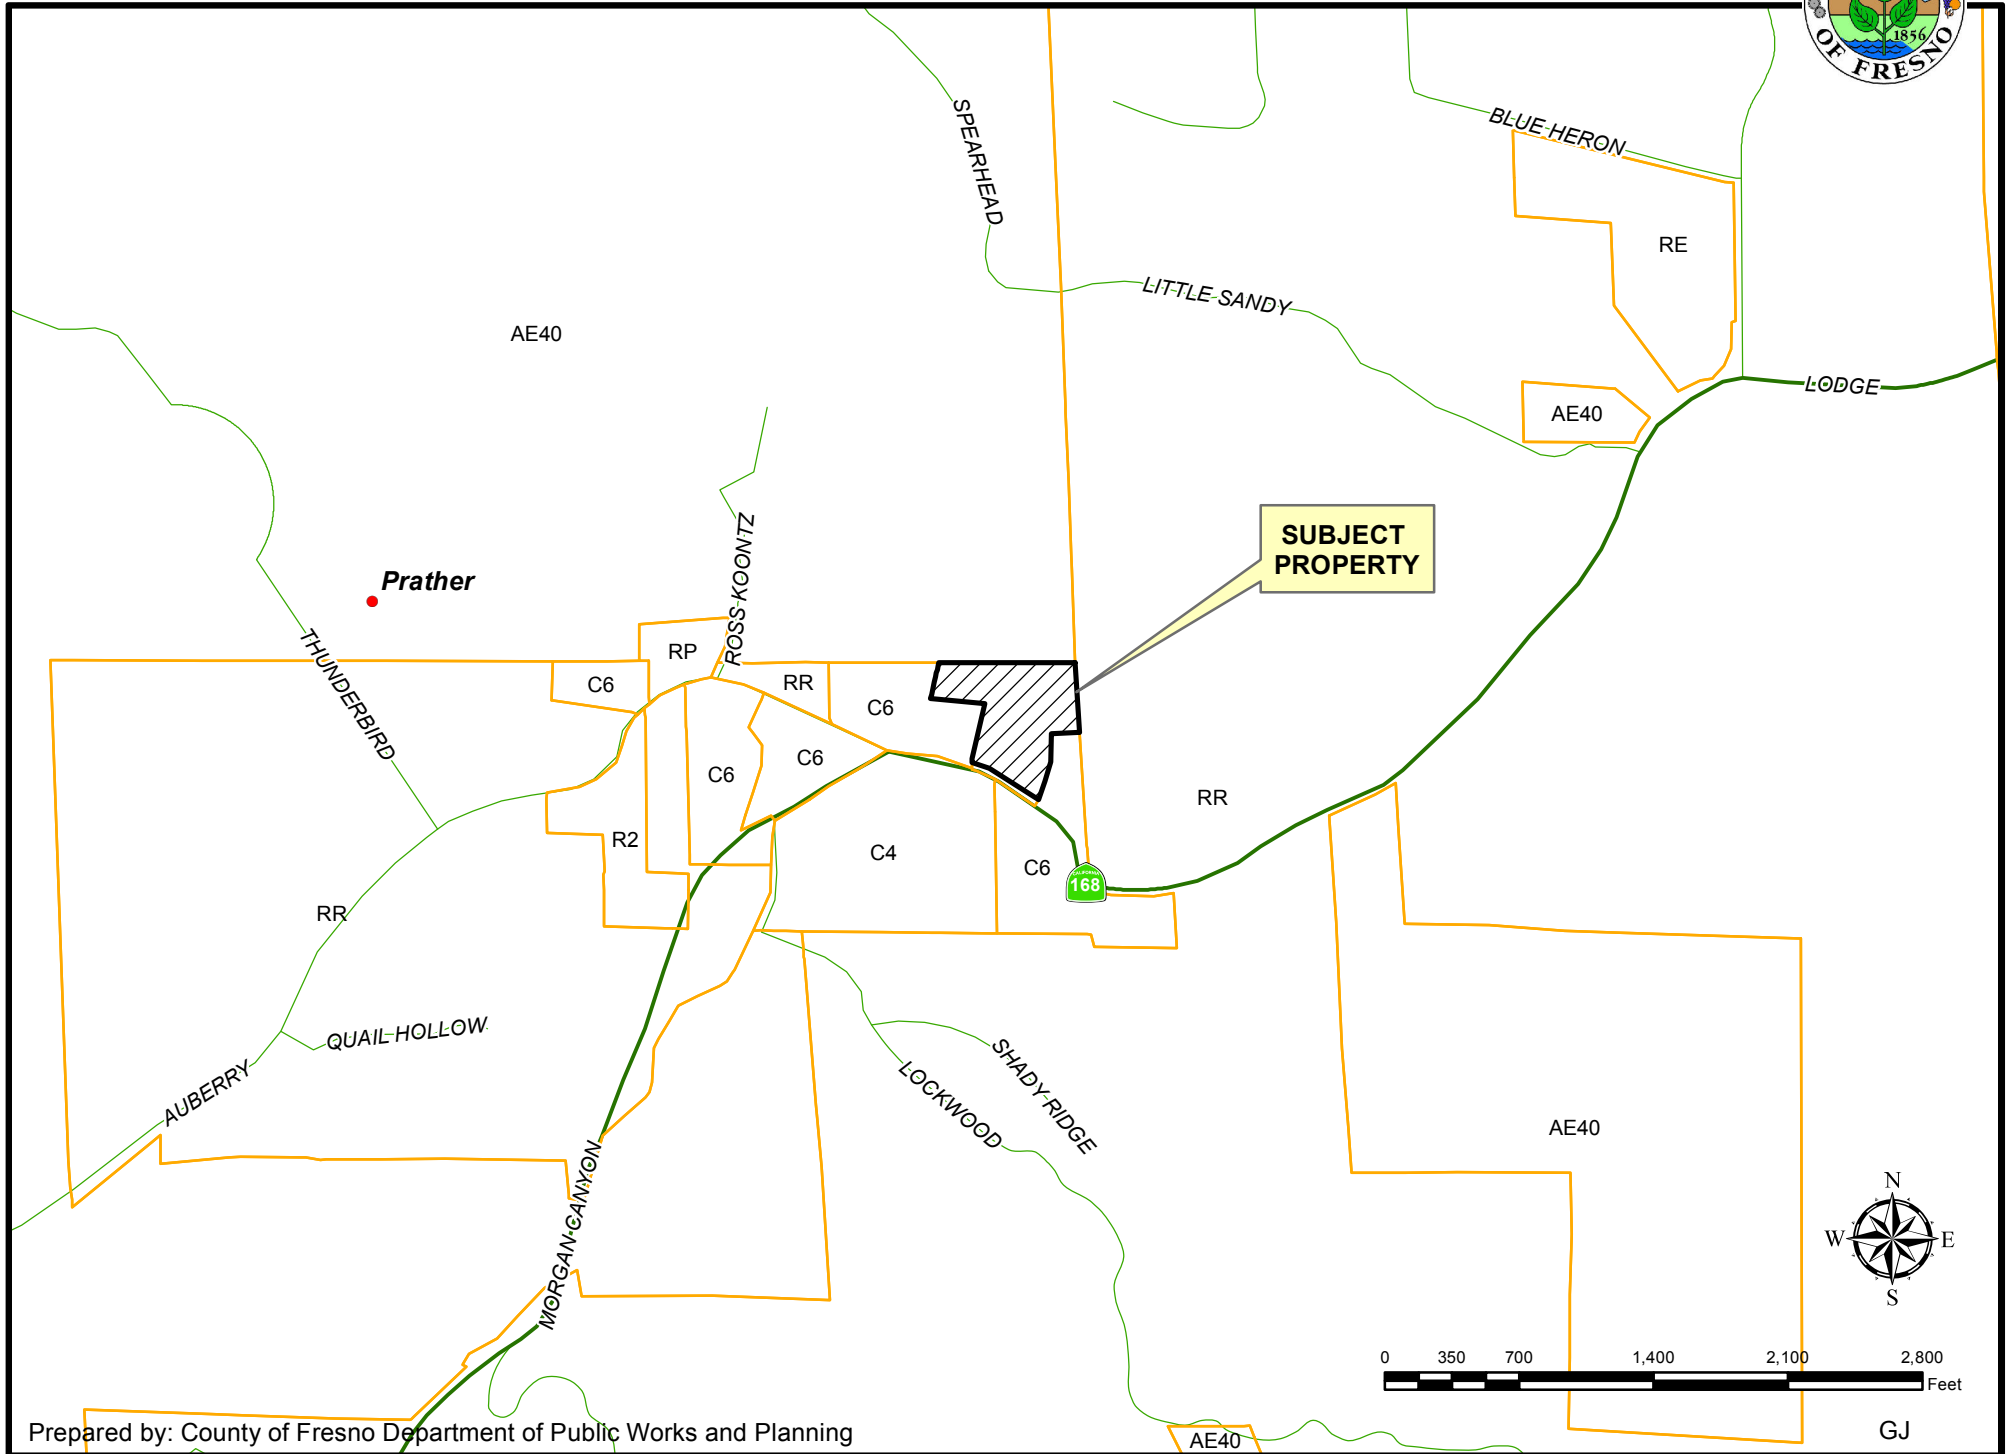 1856
OF FRESNO
SPEARHEAD
BLUE HERON
RE
LITTLE SANDY
AE40
LODGE
AE40
SUBJECT
PROPERTY
ROSS KOONTZ
Prather
THUNDERBIRD
RP
C6
RR
C6
C6
C6
RR
R2
C4
C6
CALIFORNIA
168
RR
QUAIL HOLLOW
AUBERRY
SHADY RIDGE
LOCKWOOD
AE40
MORGAN CANYON
N
W
E
S
0 350 700 1,400 2,100 2,800
Feet
Prepared by: County of Fresno Department of Public Works and Planning
AE40
GJ